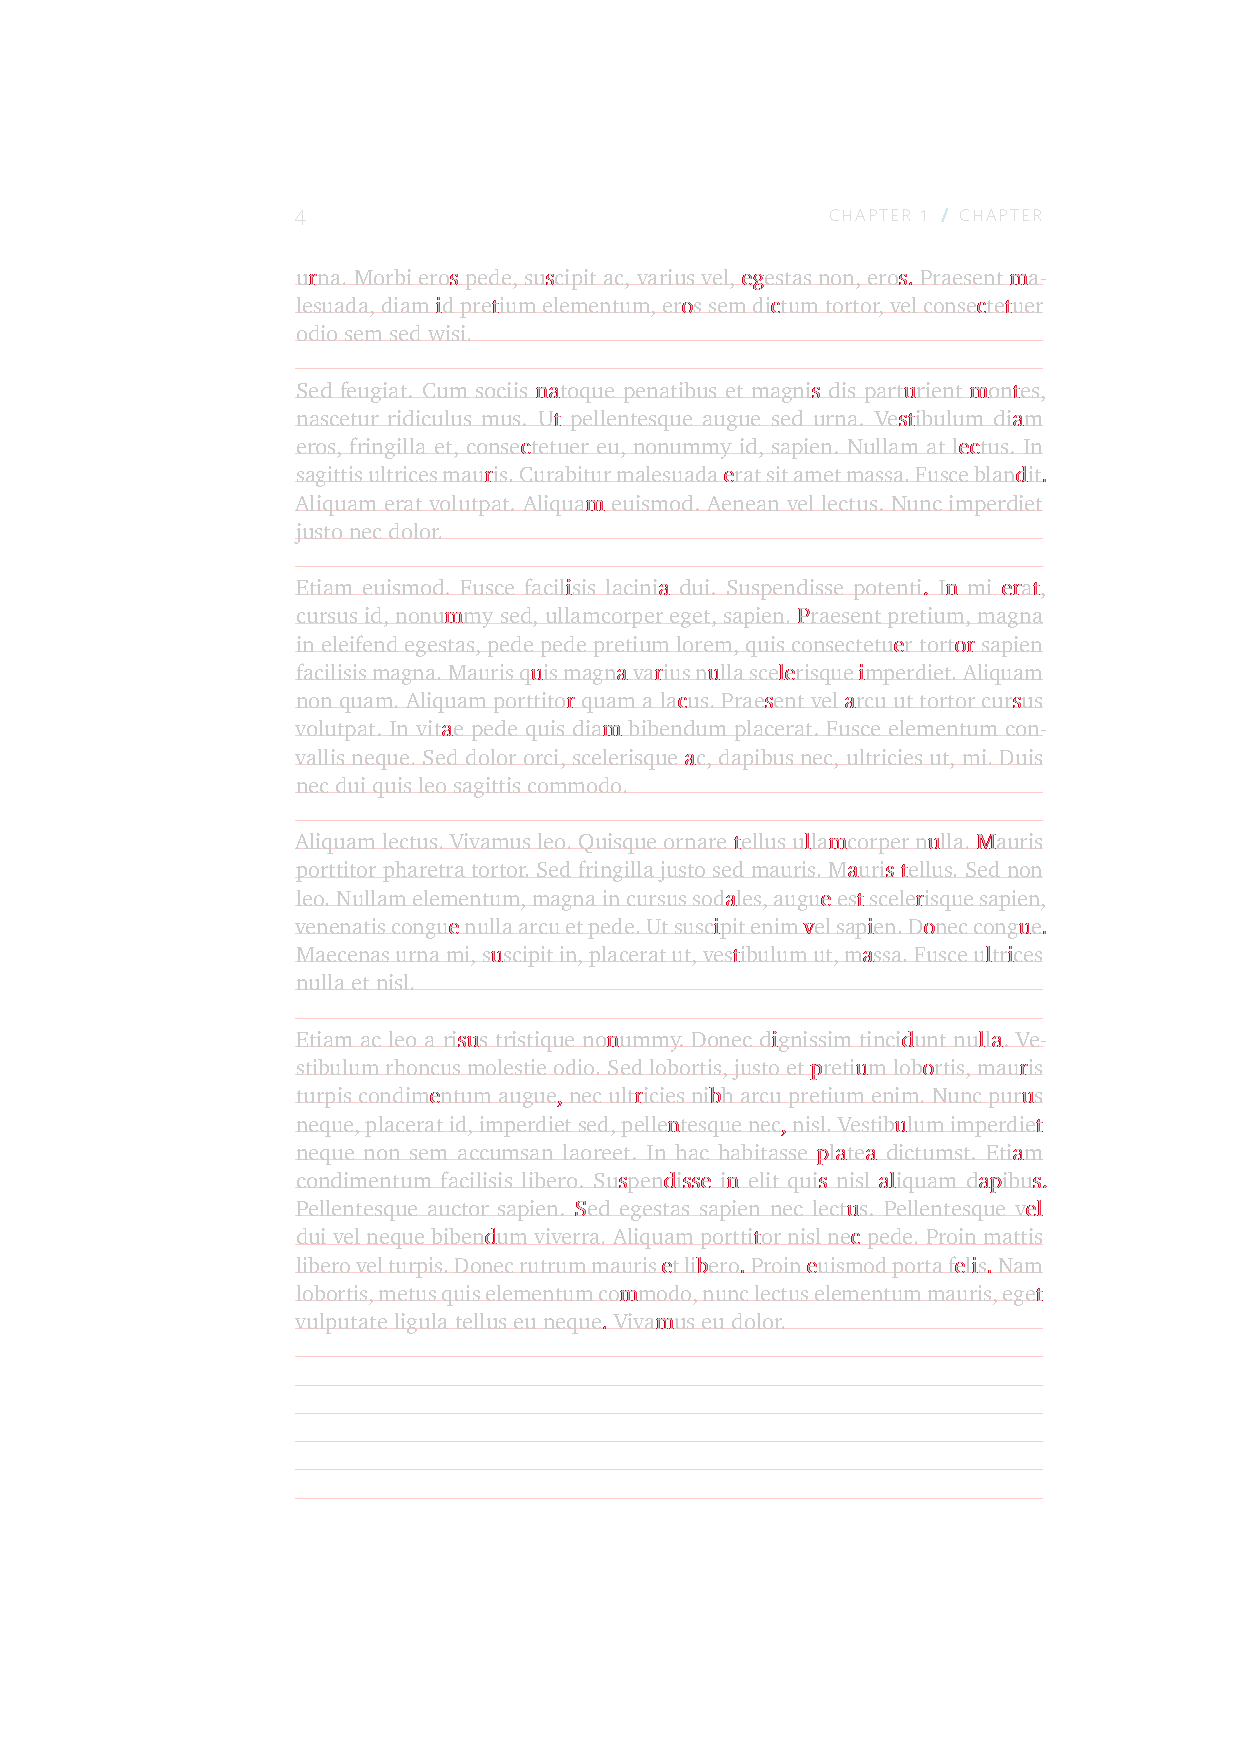 4 CHAPTER 1 / CHAPTER
urna. Morbi eros pede, suscipit ac, varius vel, egestas non, eros. Praesent ma-
lesuada, diam id pretium elementum, eros sem dictum tortor, vel consectetuer
odio sem sed wisi.
Sed feugiat. Cum sociis natoque penatibus et magnis dis parturient montes,
nascetur ridiculus mus. Ut pellentesque augue sed urna. Vestibulum diam
eros, fringilla et, consectetuer eu, nonummy id, sapien. Nullam at lectus. In
sagittis ultrices mauris. Curabitur malesuada erat sit amet massa. Fusce blandit.
Aliquam erat volutpat. Aliquam euismod. Aenean vel lectus. Nunc imperdiet
justo nec dolor.
Etiam euismod. Fusce facilisis lacinia dui. Suspendisse potenti. In mi erat,
cursus id, nonummy sed, ullamcorper eget, sapien. Praesent pretium, magna
in eleifend egestas, pede pede pretium lorem, quis consectetuer tortor sapien
facilisis magna. Mauris quis magna varius nulla scelerisque imperdiet. Aliquam
non quam. Aliquam porttitor quam a lacus. Praesent vel arcu ut tortor cursus
volutpat. In vitae pede quis diam bibendum placerat. Fusce elementum con-
vallis neque. Sed dolor orci, scelerisque ac, dapibus nec, ultricies ut, mi. Duis
nec dui quis leo sagittis commodo.
Aliquam lectus. Vivamus leo. Quisque ornare tellus ullamcorper nulla. Mauris
porttitor pharetra tortor. Sed fringilla justo sed mauris. Mauris tellus. Sed non
leo. Nullam elementum, magna in cursus sodales, augue est scelerisque sapien,
venenatis congue nulla arcu et pede. Ut suscipit enim vel sapien. Donec congue.
Maecenas urna mi, suscipit in, placerat ut, vestibulum ut, massa. Fusce ultrices
nulla et nisl.
Etiam ac leo a risus tristique nonummy. Donec dignissim tincidunt nulla. Ve-
stibulum rhoncus molestie odio. Sed lobortis, justo et pretium lobortis, mauris
turpis condimentum augue, nec ultricies nibh arcu pretium enim. Nunc purus
neque, placerat id, imperdiet sed, pellentesque nec, nisl. Vestibulum imperdiet
neque non sem accumsan laoreet. In hac habitasse platea dictumst. Etiam
condimentum facilisis libero. Suspendisse in elit quis nisl aliquam dapibus.
Pellentesque auctor sapien. Sed egestas sapien nec lectus. Pellentesque vel
dui vel neque bibendum viverra. Aliquam porttitor nisl nec pede. Proin mattis
libero vel turpis. Donec rutrum mauris et libero. Proin euismod porta felis. Nam
lobortis, metus quis elementum commodo, nunc lectus elementum mauris, eget
vulputate ligula tellus eu neque. Vivamus eu dolor.